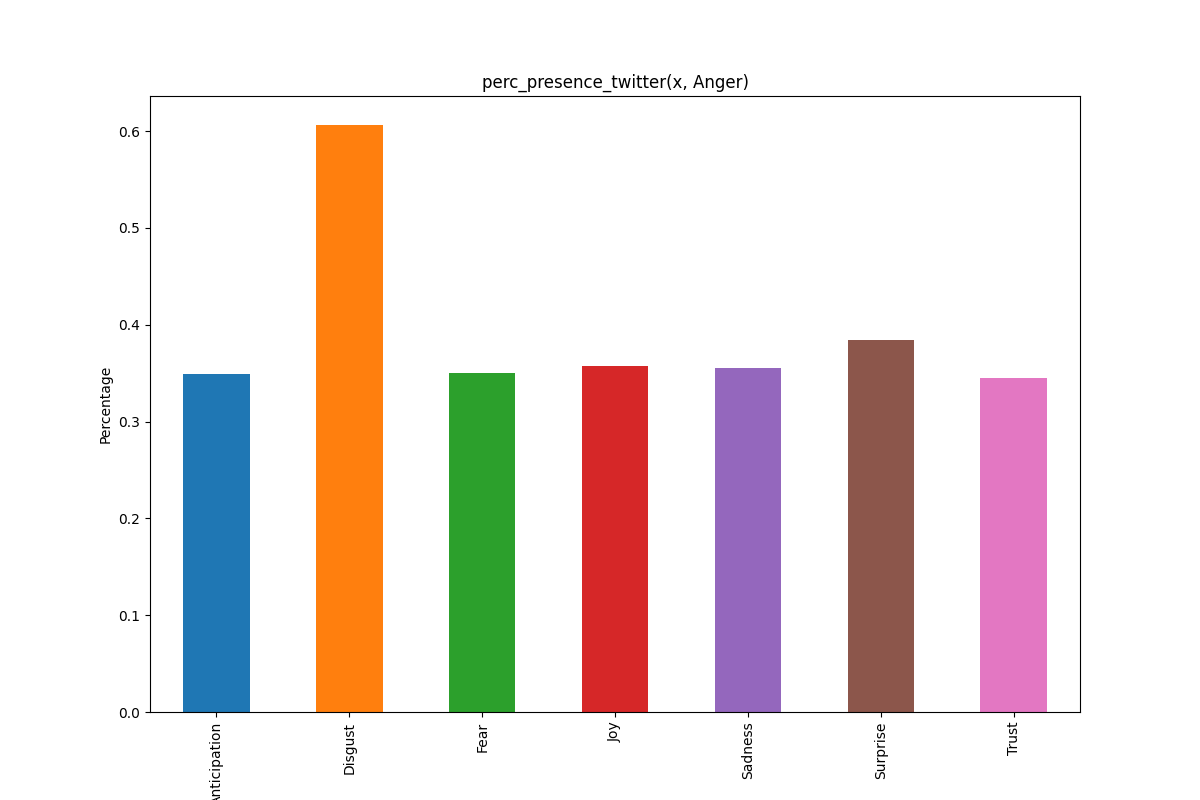 perc_presence_twitter(x, Anger)
Percentage
0.6
0.5
0.4
0.3
0.2
0.1
0.0
nticipation
Disgust
Fear
Joy
Sadness
Surprise
Trust